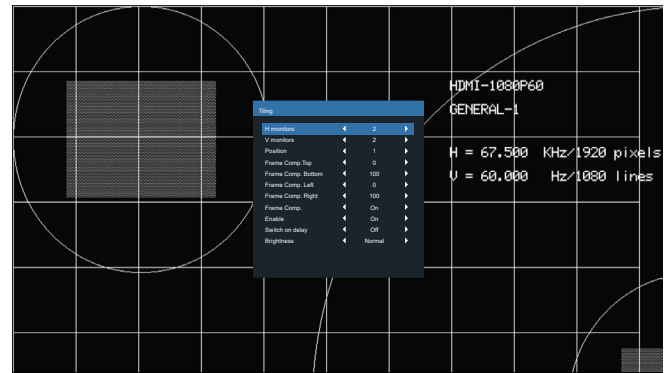 HDMI-1080P60
GENERAL-1
H = 67.500 KHz/1920 pixels
V = 60.000 Hz/1080 lines
Tiling
H monitors 2
V monitors 2
Position 1
Frame Comp.Top 0
Frame Comp. Bottom 100
Frame Comp. Left 0
Frame Comp. Right 100
Frame Comp. On
Enable On
Switch on delay Off
Brightness Normal